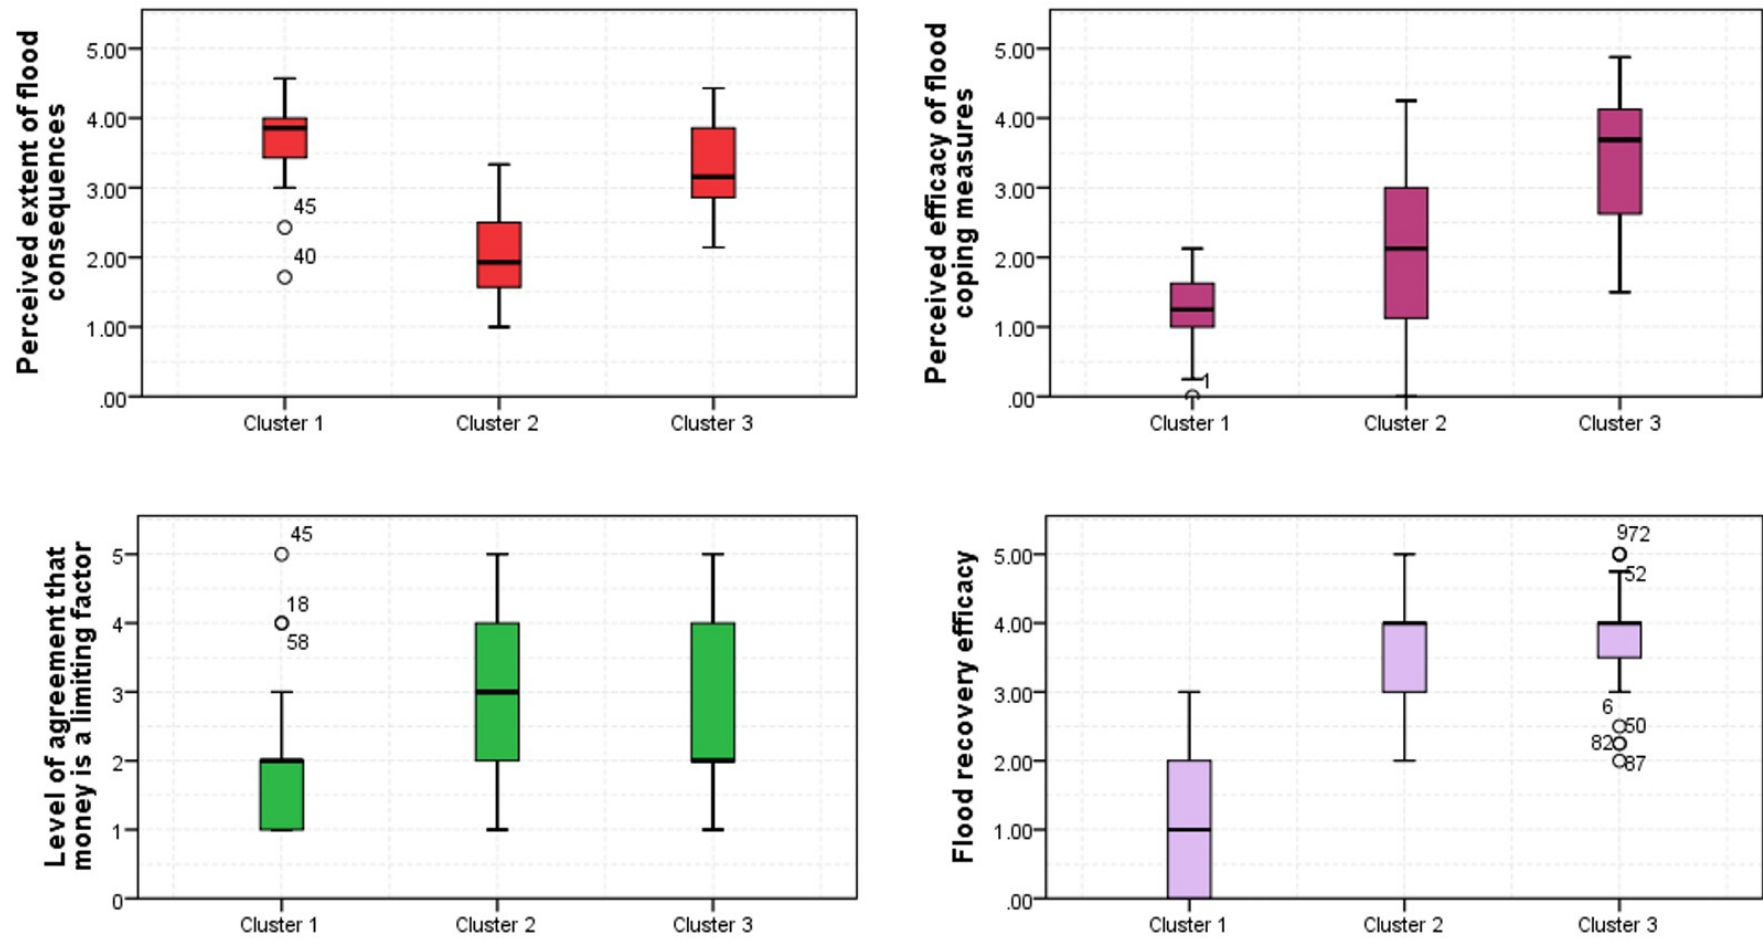 Perceived extent of flood
consequences
5.00
4.00
3.00
2.00
1.00
.00
45
40
Cluster 1
Cluster 2
Cluster 3
Perceived efficacy of flood
coping measures
5.00
4.00
3.00
2.00
1.00
.00
1
Cluster 1
Cluster 2
Cluster 3
Level of agreement that
money is a limiting factor
5
4
3
2
1
0
45
18
58
Cluster 1
Cluster 2
Cluster 3
Flood recovery efficacy
5.00
4.00
3.00
2.00
1.00
.00
972
52
6
50
82
87
Cluster 1
Cluster 2
Cluster 3